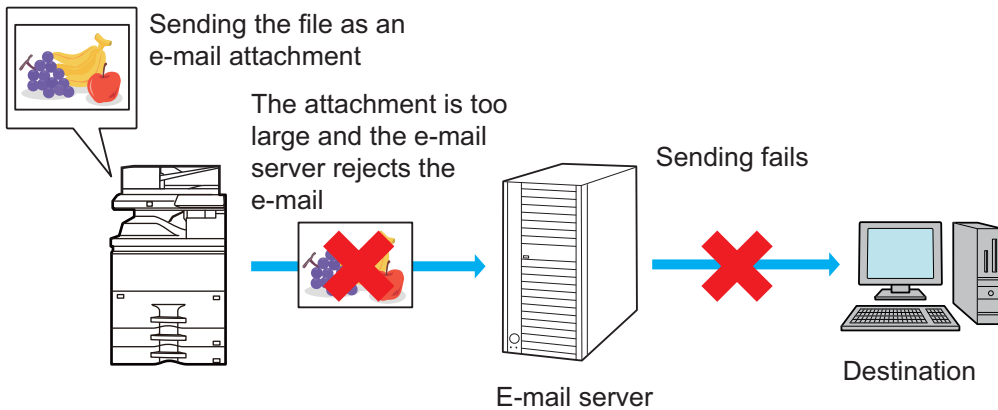 Sending the file as an
e-mail attachment
The attachment is too
large and the e-mail
server rejects the
e-mail
Sending fails
E-mail server
Destination